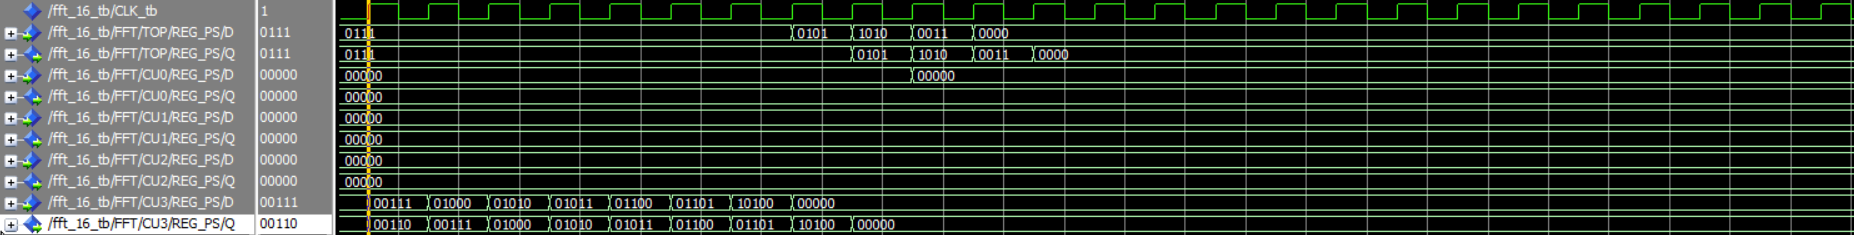 /fft_16_tb/CLK_tb 1
/fft_16_tb/FFT/TOP/REG_PS/D 0111 0111 0101 1010 0011 0000
/fft_16_tb/FFT/TOP/REG_PS/Q 0111 0111 0101 1010 0011 0000
/fft_16_tb/FFT/CU0/REG_PS/D 00000 00000 00000
/fft_16_tb/FFT/CU0/REG_PS/Q 00000 00000
/fft_16_tb/FFT/CU1/REG_PS/D 00000 00000
/fft_16_tb/FFT/CU1/REG_PS/Q 00000 00000
/fft_16_tb/FFT/CU2/REG_PS/D 00000 00000
/fft_16_tb/FFT/CU2/REG_PS/Q 00000 00000
/fft_16_tb/FFT/CU3/REG_PS/D 00111 00111 01000 01010 01011 01100 01101 10100 00000
/fft_16_tb/FFT/CU3/REG_PS/Q 00110 00110 00111 01000 01010 01011 01100 01101 10100 00000